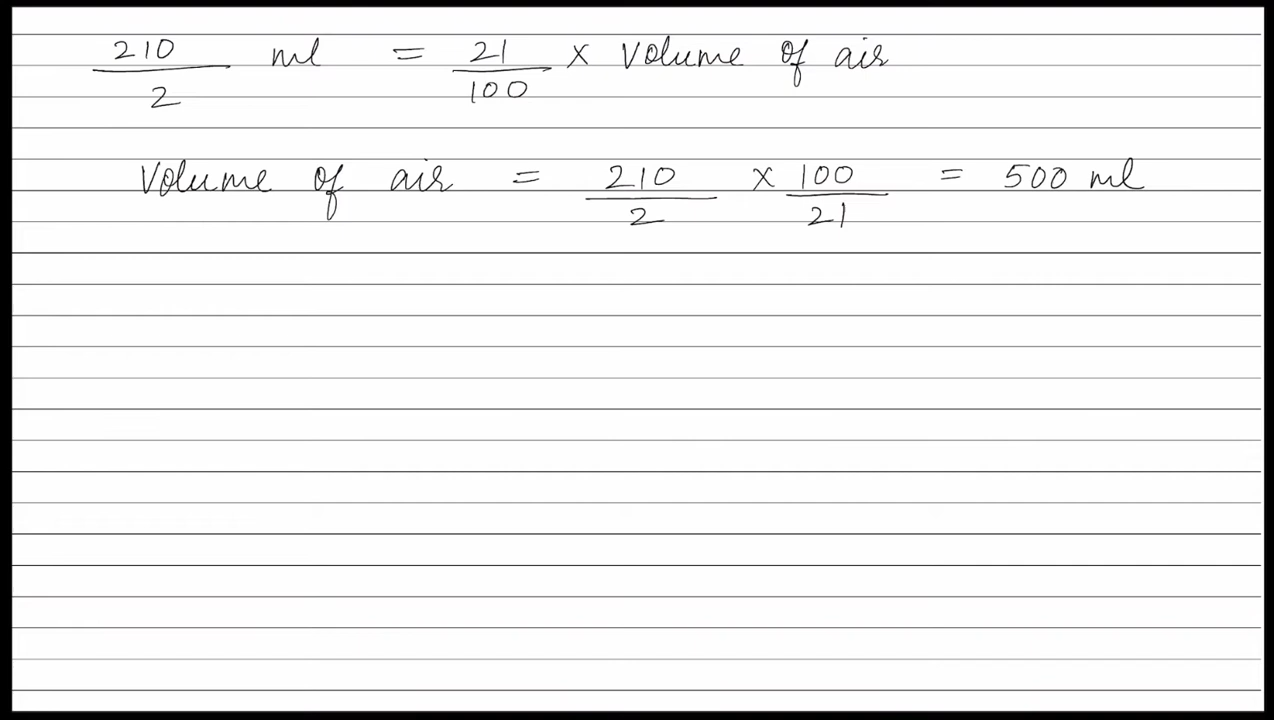 210/2 ml = 21/100 × Volume of air
Volume of air = 210/2 × 100/21 = 500 ml